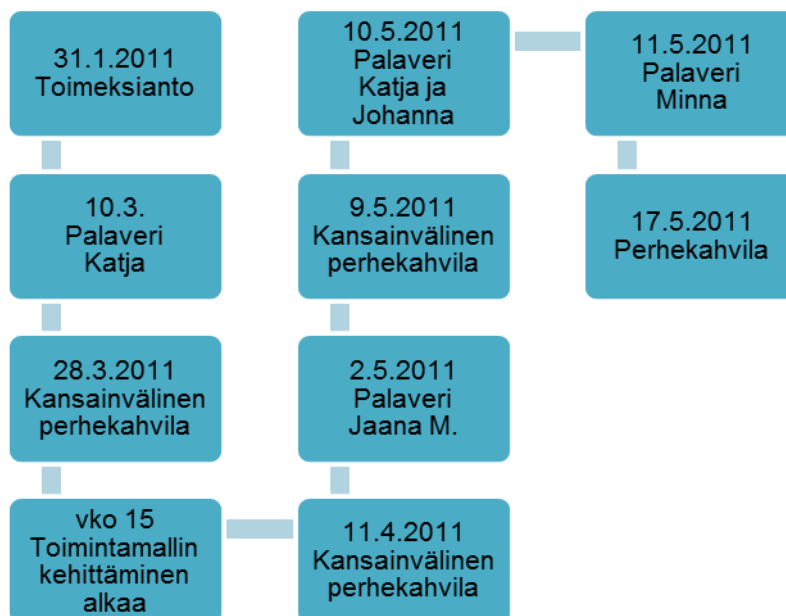 31.1.2011
Toimeksianto
10.3.
Palaveri
Katja
28.3.2011
Kansainvälinen
perhekahvila
vko 15
Toimintamallin
kehittäminen
alkaa
11.4.2011
Kansainvälinen
perhekahvila
2.5.2011
Palaveri
Jaana M.
9.5.2011
Kansainvälinen
perhekahvila
10.5.2011
Palaveri
Katja ja
Johanna
11.5.2011
Palaveri
Minna
17.5.2011
Perhekahvila